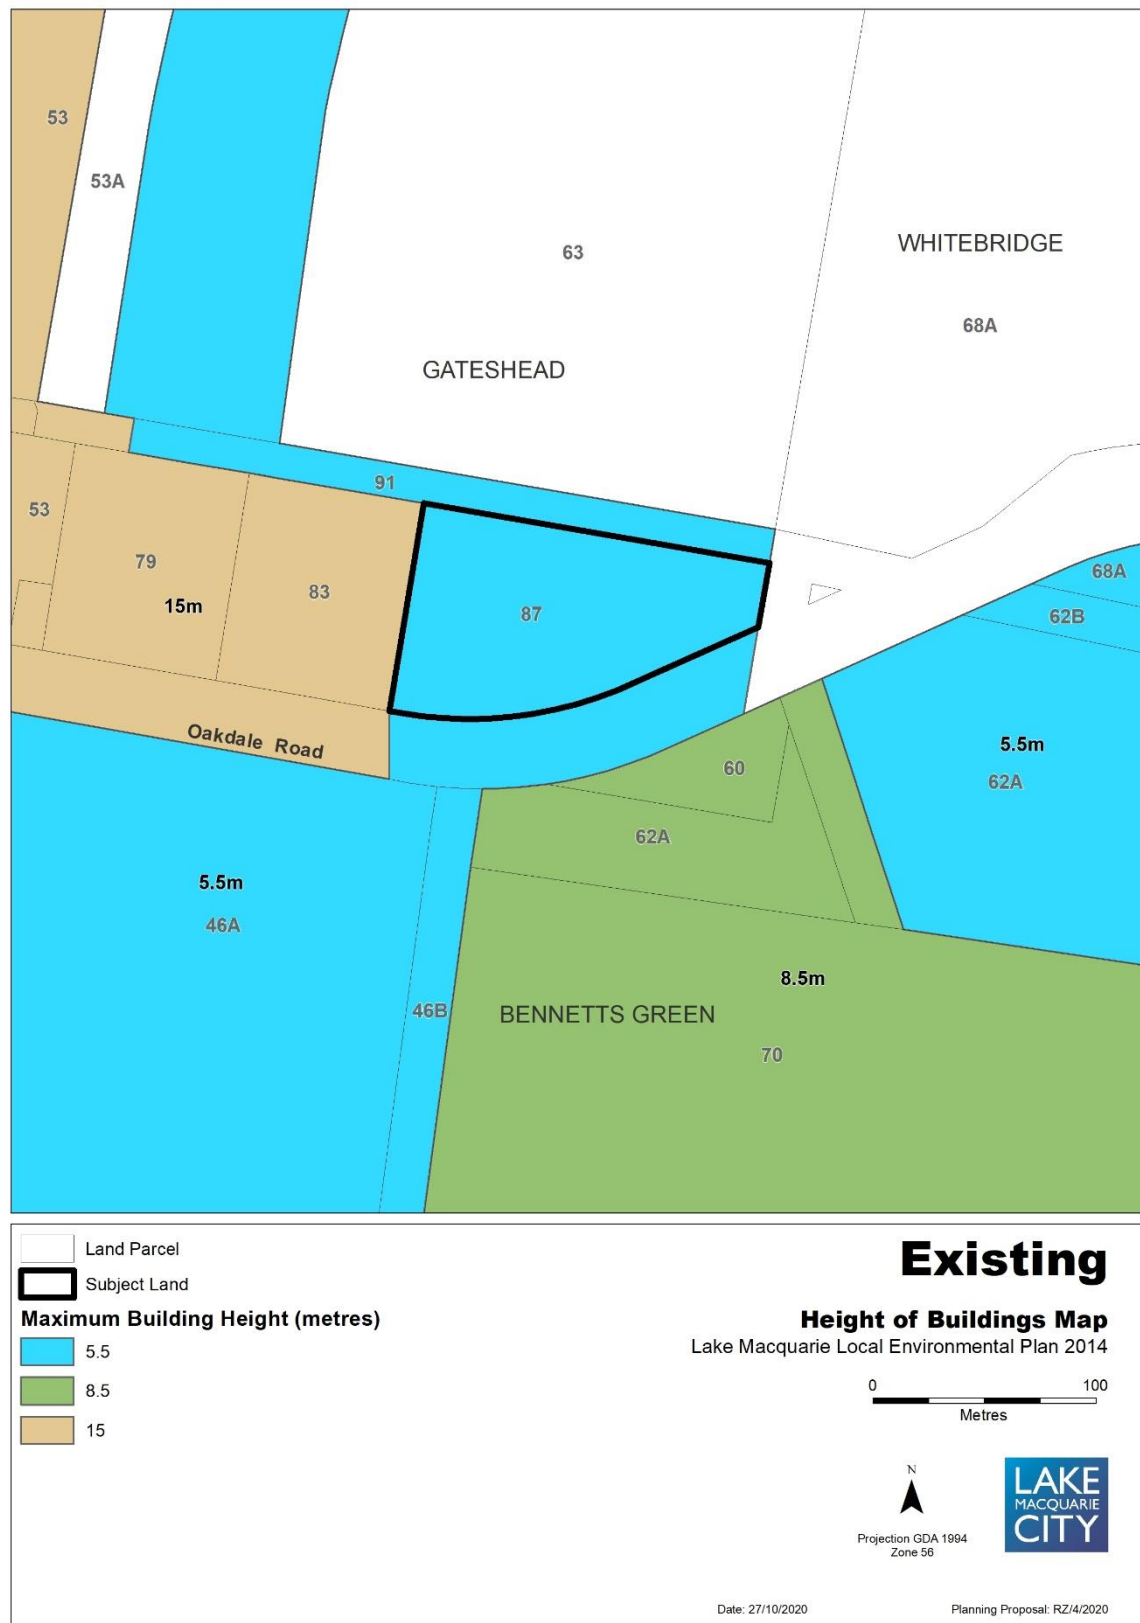 53
53A
63
WHITEBRIDGE
68A
GATESHEAD
91
53
79
15m
83
87
68A
62B
Oakdale Road
60
5.5m
62A
62A
5.5m
46A
8.5m
46B
BENNETTS GREEN
70
Land Parcel
Subject Land
Maximum Building Height (metres)
5.5
8.5
15
Existing
Height of Buildings Map
Lake Macquarie Local Environmental Plan 2014
0 100
Metres
N
Projection GDA 1994
Zone 56
LAKE
MACQUARIE
CITY
Date: 27/10/2020
Planning Proposal: RZ/4/2020